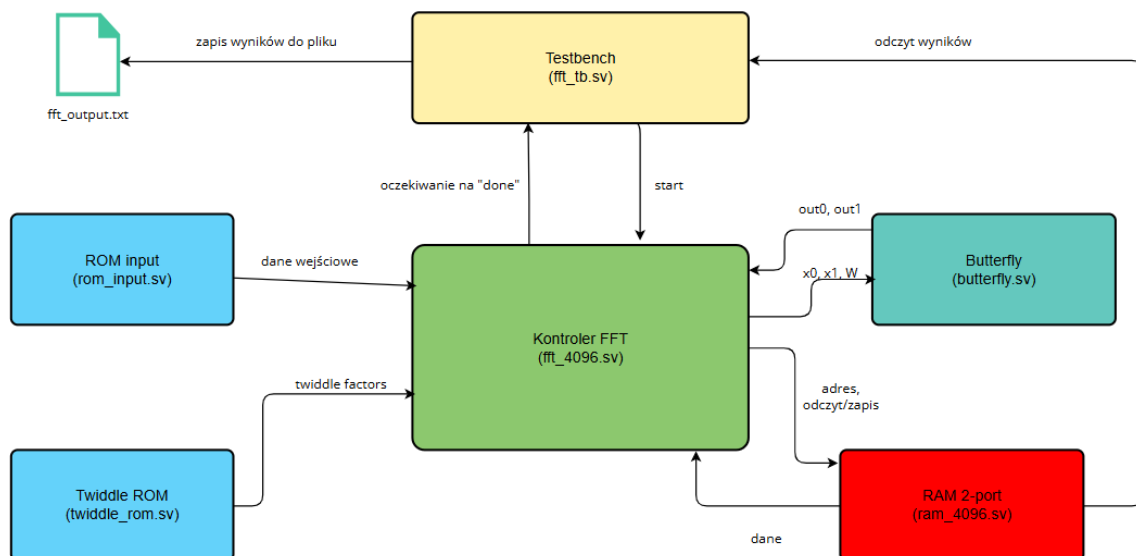 zapis wyników do pliku
Testbench
(fft_tb.sv)
odczyt wyników
fft_output.txt
oczekiwanie na "done"
start
out0, out1
ROM input
(rom_input.sv)
dane wejściowe
Butterfly
(butterfly.sv)
x0, x1, W
Kontroler FFT
(fft_4096.sv)
twiddle factors
adres,
odczyt/zapis
Twiddle ROM
(twiddle_rom.sv)
RAM 2-port
(ram_4096.sv)
dane